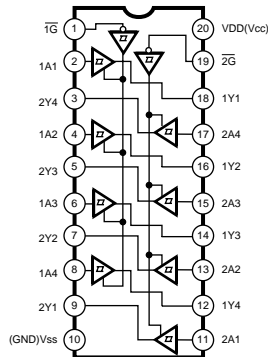 1G 1 20 VDD(Vcc)
1A1 2 19 2G
2Y4 3 18 1Y1
1A2 4 17 2A4
2Y3 5 16 1Y2
1A3 6 15 2A3
2Y2 7 14 1Y3
1A4 8 13 2A2
2Y1 9 12 1Y4
(GND)Vss 10 11 2A1